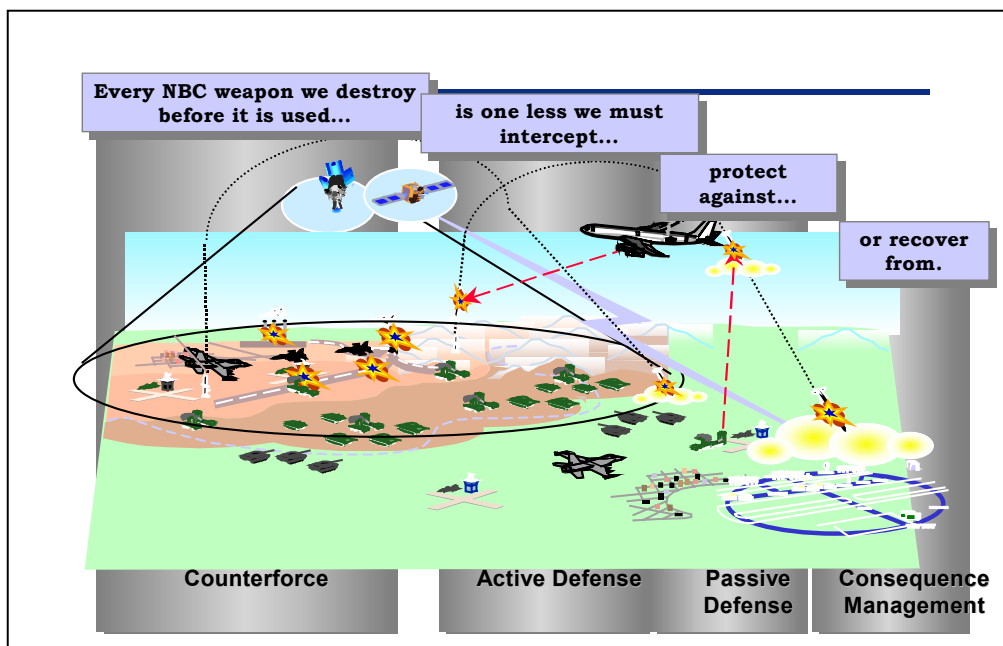 Every NBC weapon we destroy
before it is used...
is one less we must
intercept...
protect
against...
or recover
from.
Counterforce
Active Defense
Passive
Defense
Consequence
Management